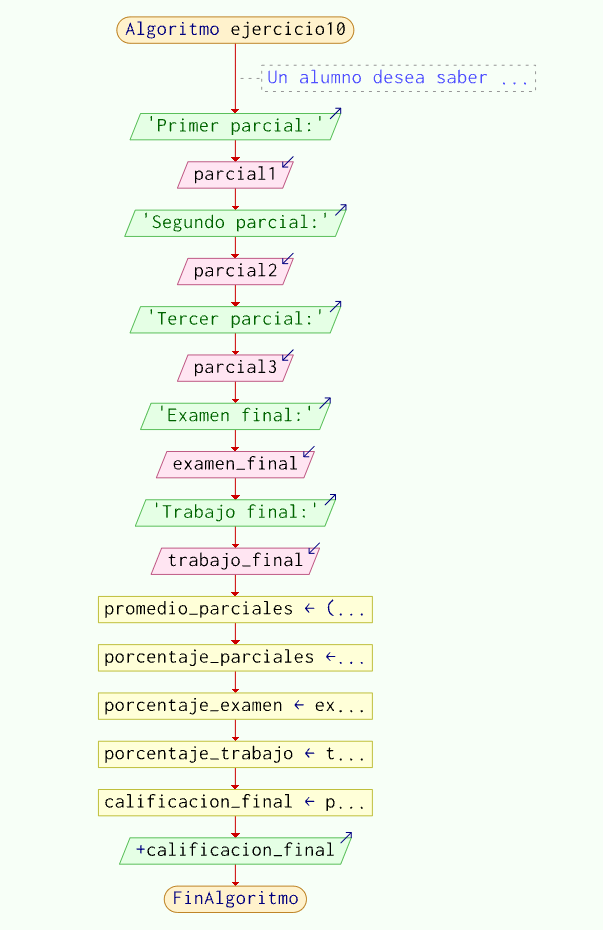 Algoritmo ejercicio10
Un alumno desea saber ...
'Primer parcial:'
parcial1
'Segundo parcial:'
parcial2
'Tercer parcial:'
parcial3
'Examen final:'
examen_final
'Trabajo final:'
trabajo_final
promedio_parciales ← (...
porcentaje_parciales ←...
porcentaje_examen ← ex...
porcentaje_trabajo ← t...
calificacion_final ← p...
+calificacion_final
FinAlgoritmo